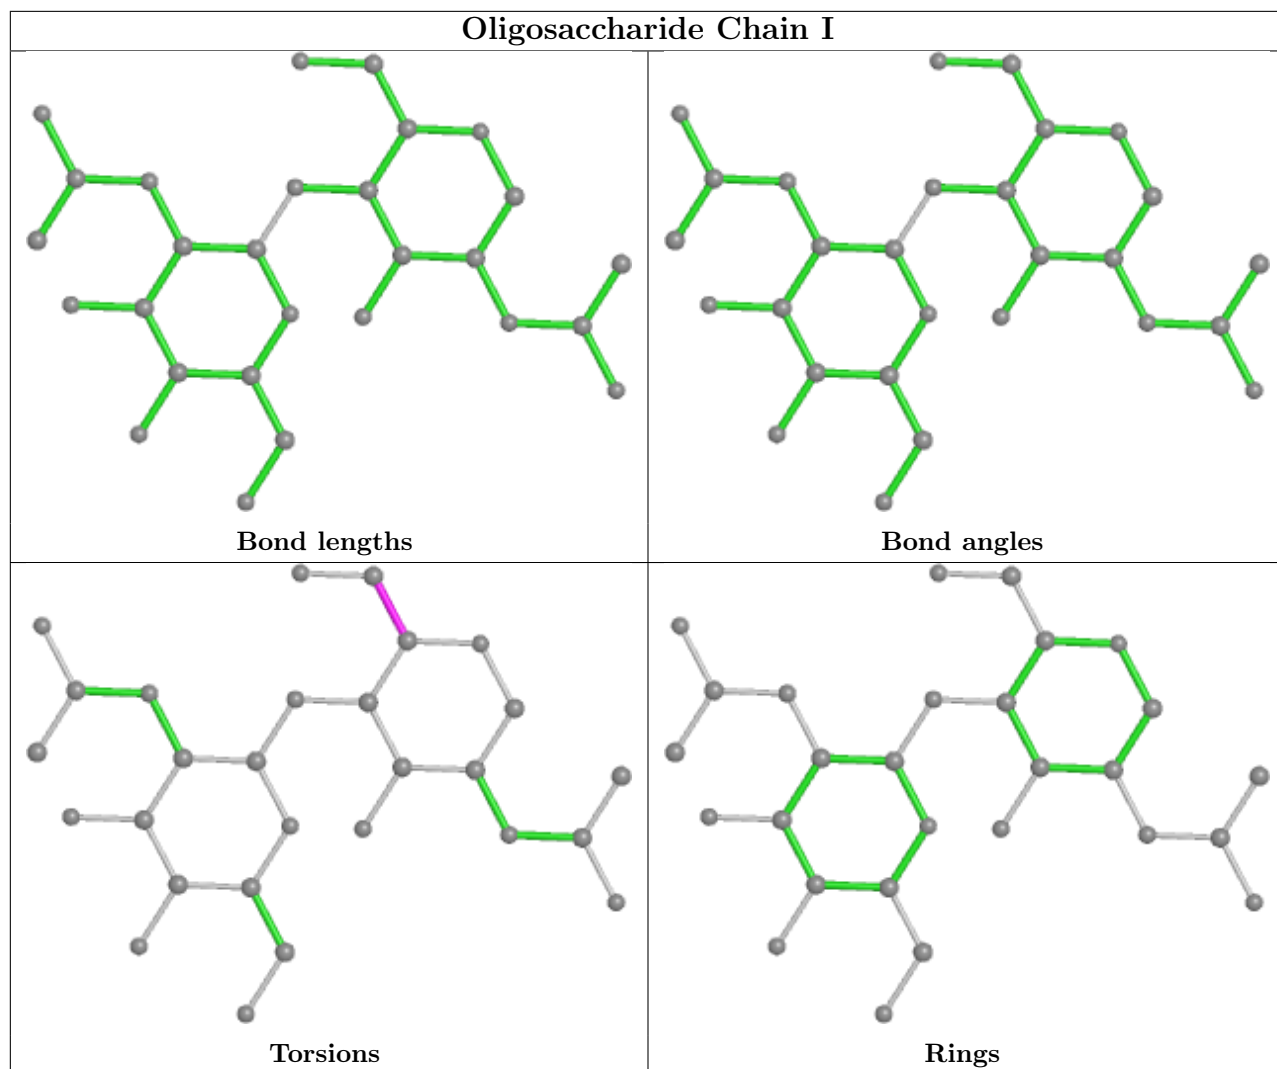 Oligosaccharide Chain I
Bond lengths
Bond angles
Torsions
Rings